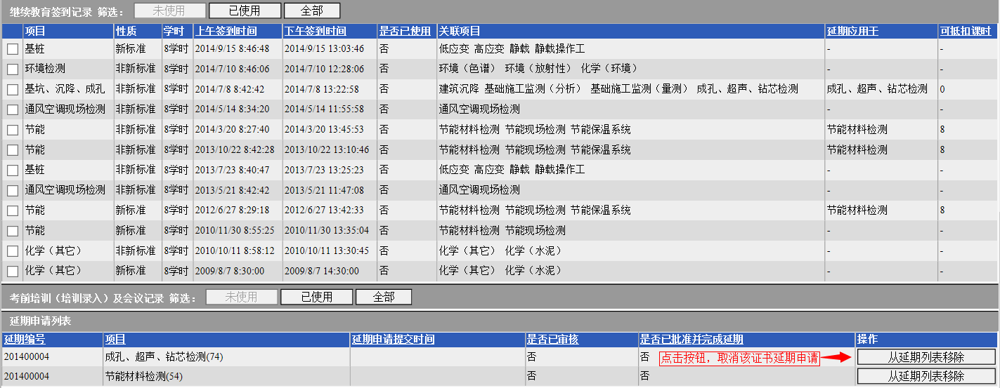 继续教育签到记录 筛选： 未使用 已使用 全部
项目 性质 学时 上午签到时间 下午签到时间 是否已使用 关联项目 延期应用于 可抵扣课时
基桩 新标准 8学时 2014/9/15 8:46:48 2014/9/15 13:03:46 否 低应变 高应变 静载 静载操作工 - -
环境检测 非新标准 8学时 2014/7/10 8:46:06 2014/7/10 12:28:06 否 环境（色谱） 环境（放射性） 化学（环境） - -
基坑、沉降、成孔 非新标准 8学时 2014/7/8 8:42:42 2014/7/8 13:22:58 否 建筑沉降 基础施工监测（分析） 基础施工监测（量测） 成孔、超声、钻芯检测 成孔、超声、钻芯检测 0
通风空调现场检测 非新标准 8学时 2014/5/14 8:34:20 2014/5/14 11:55:58 否 通风空调现场检测 - -
节能 非新标准 8学时 2014/3/20 8:27:40 2014/3/20 13:45:53 否 节能材料检测 节能现场检测 节能保温系统 节能材料检测 8
节能 非新标准 8学时 2013/10/22 8:42:28 2013/10/22 13:10:46 否 节能材料检测 节能现场检测 节能保温系统 节能材料检测 8
基桩 非新标准 8学时 2013/7/23 8:40:47 2013/7/23 13:25:23 否 低应变 高应变 静载 静载操作工 - -
通风空调现场检测 非新标准 8学时 2013/5/21 8:42:42 2013/5/21 11:47:08 否 通风空调现场检测 - -
节能 新标准 8学时 2012/6/27 8:29:18 2012/6/27 13:42:33 否 节能材料检测 节能现场检测 节能保温系统 节能材料检测 8
节能 新标准 8学时 2010/11/30 8:55:25 2010/11/30 13:35:04 否 节能材料检测 节能现场检测 - -
化学（其它） 非新标准 8学时 2010/10/11 8:58:12 2010/10/11 13:30:45 否 化学（其它） 化学（水泥） - -
化学（其它） 新标准 8学时 2009/8/7 8:30:00 2009/8/7 14:30:00 否 化学（其它） 化学（水泥） - -
考前培训（培训录入）及会议记录 筛选： 未使用 已使用 全部
延期申请列表
延期编号 项目 延期申请提交时间 是否已审核 是否已批准并完成延期 操作
201400004 成孔、超声、钻芯检测(74) 否 否 点击按钮，取消该证书延期申请 从延期列表移除
201400004 节能材料检测(54) 否 否 从延期列表移除